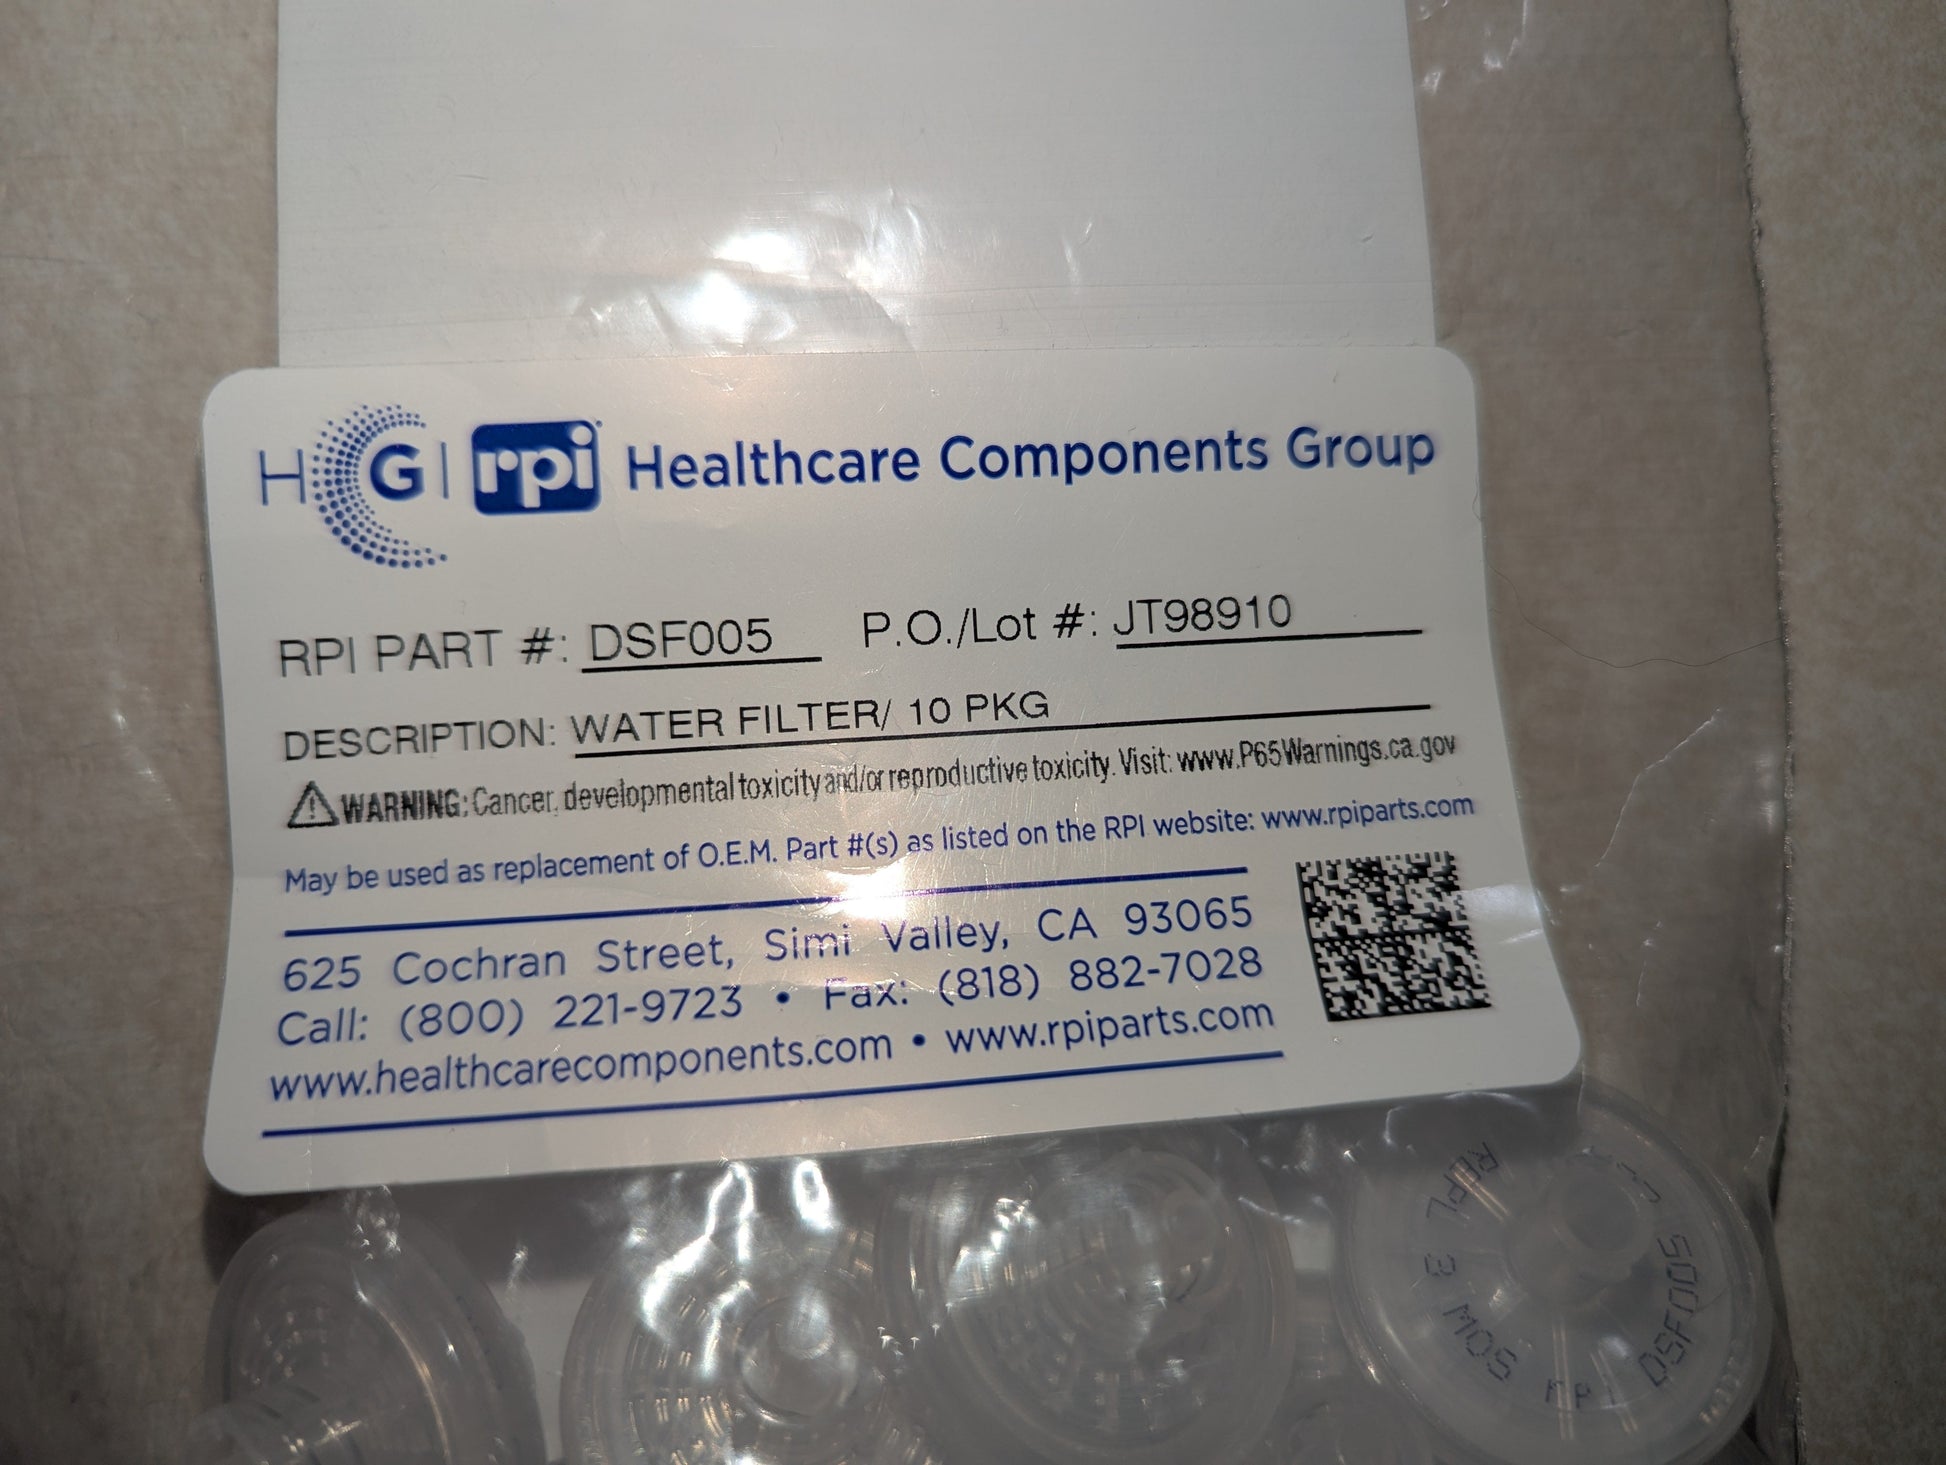 HCG | rpi Healthcare Components Group
RPI PART #: DSF005 P.O./Lot #: JT98910
DESCRIPTION: WATER FILTER/ 10 PKG
WARNING: Cancer, developmental toxicity and/or reproductive toxicity. Visit: www.P65Warnings.ca.gov
May be used as replacement of O.E.M. Part #(s) as listed on the RPI website: www.rpiparts.com
625 Cochran Street, Simi Valley, CA 93065
Call: (800) 221-9723 • Fax: (818) 882-7028
www.healthcarecomponents.com • www.rpiparts.com
REPL 3 MOS RPI DSF005